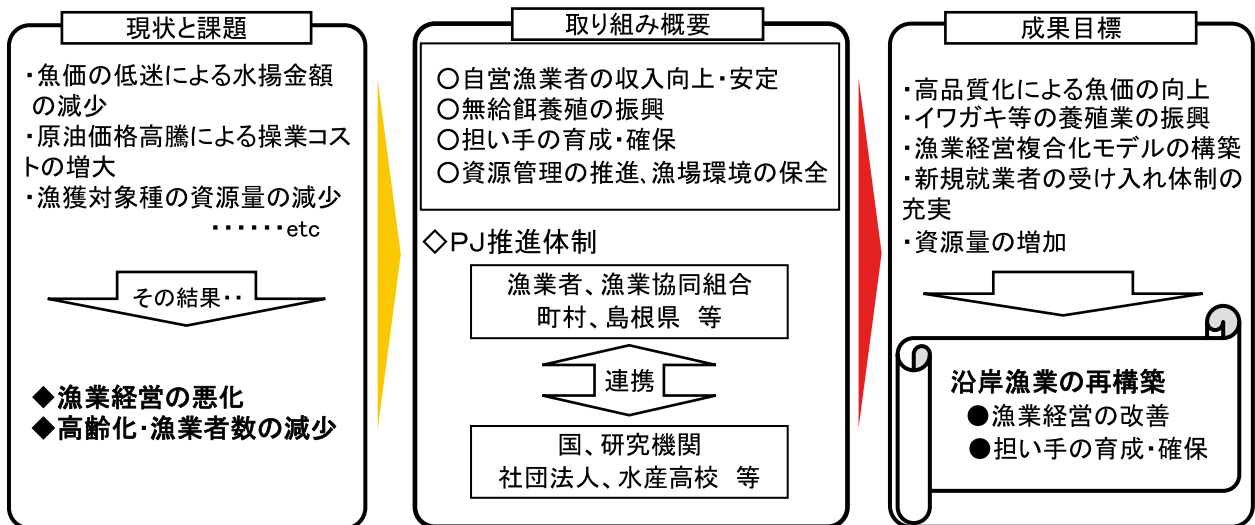 現状と課題
・魚価の低迷による水揚金額
の減少
・原油価格高騰による操業コス
トの増大
・漁獲対象種の資源量の減少
・・・・・・etc
その結果・・
◆漁業経営の悪化
◆高齢化・漁業者数の減少
取り組み概要
○自営漁業者の収入向上・安定
○無給餌養殖の振興
○担い手の育成・確保
○資源管理の推進、漁場環境の保全
◇ＰＪ推進体制
漁業者、漁業協同組合
町村、島根県　等
連携
国、研究機関
社団法人、水産高校　等
成果目標
・高品質化による魚価の向上
・イワガキ等の養殖業の振興
・漁業経営複合化モデルの構築
・新規就業者の受け入れ体制の
充実
・資源量の増加
沿岸漁業の再構築
●漁業経営の改善
●担い手の育成・確保